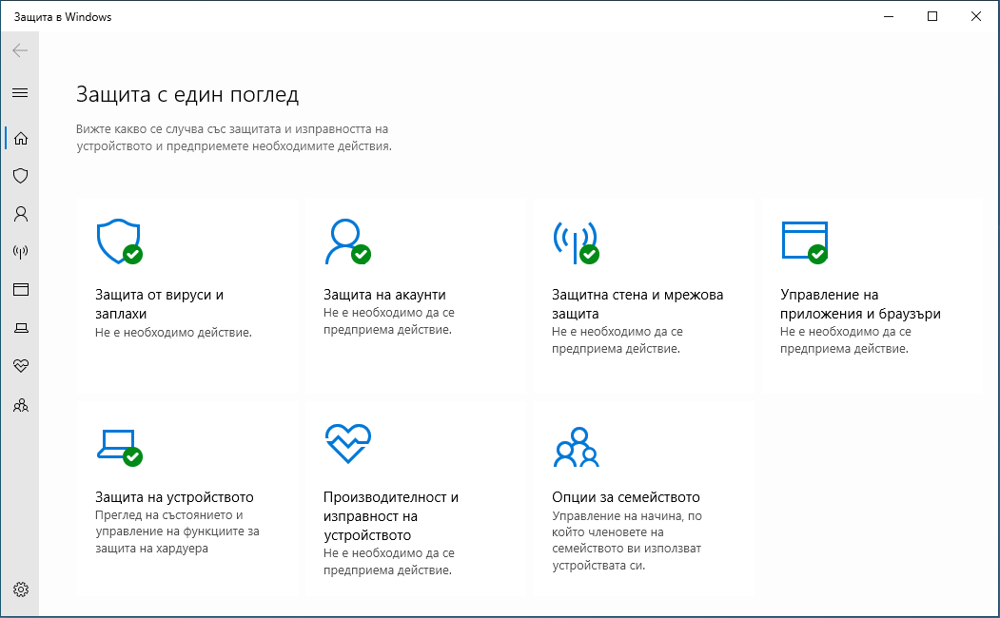 Защита в Windows
Защита с един поглед
Вижте какво се случва със защитата и изправността на
устройството и предприемете необходимите действия.
Защита от вируси и
заплахи
Не е необходимо действие.
Защита на акаунти
Не е необходимо да се
предприема действие.
Защитна стена и мрежова
защита
Не е необходимо да се
предприема действие.
Управление на
приложения и браузъри
Не е необходимо да се
предприема действие.
Защита на устройството
Преглед на състоянието и
управление на функциите за
защита на хардуера
Производителност и
изправност на
устройството
Не е необходимо да се
предприема действие.
Опции за семейството
Управление на начина, по
който членовете на
семейството ви използват
устройствата си.